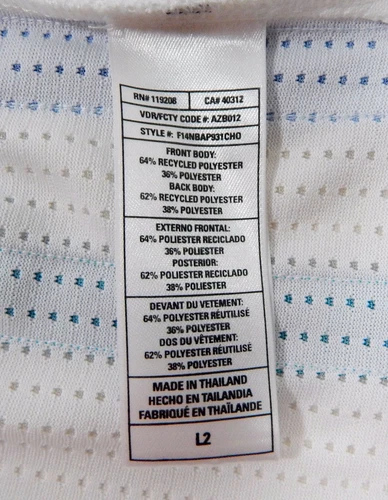 RN# 119208 CA# 40312
VDR/FCTY CODE #: AZB012
STYLE #: F14NBAP931CHO
FRONT BODY:
64% RECYCLED POLYESTER
36% POLYESTER
BACK BODY:
62% RECYCLED POLYESTER
38% POLYESTER
EXTERNO FRONTAL:
64% POLIESTER RECICLADO
36% POLIESTER
POSTERIOR:
62% POLIESTER RECICLADO
38% POLIESTER
DEVANT DU VETEMENT:
64% POLYESTER RÉUTILISÉ
36% POLYESTER
DOS DU VÊTEMENT:
62% POLYESTER RÉUTILISÉ
38% POLYESTER
MADE IN THAILAND
HECHO EN TAILANDIA
FABRIQUÉ EN THAÏLANDE
L2